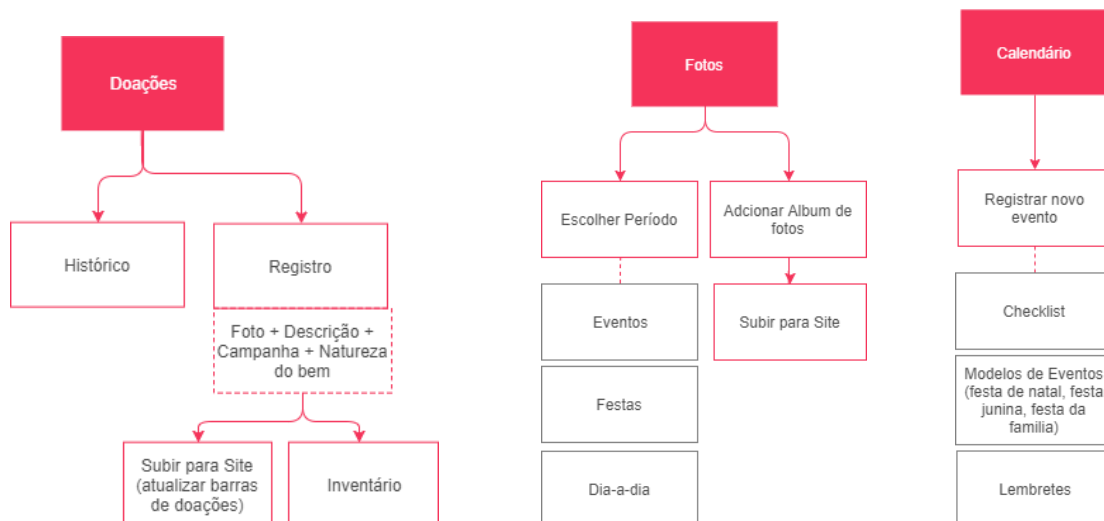 Doações
Histórico
Registro
Foto + Descrição +
Campanha + Natureza
do bem
Subir para Site
(atualizar barras
de doações)
Inventário
Fotos
Escolher Período
Adcionar Album de
fotos
Eventos
Subir para Site
Festas
Dia-a-dia
Calendário
Registrar novo
evento
Checklist
Modelos de Eventos
(festa de natal, festa
junina, festa da
familia)
Lembretes